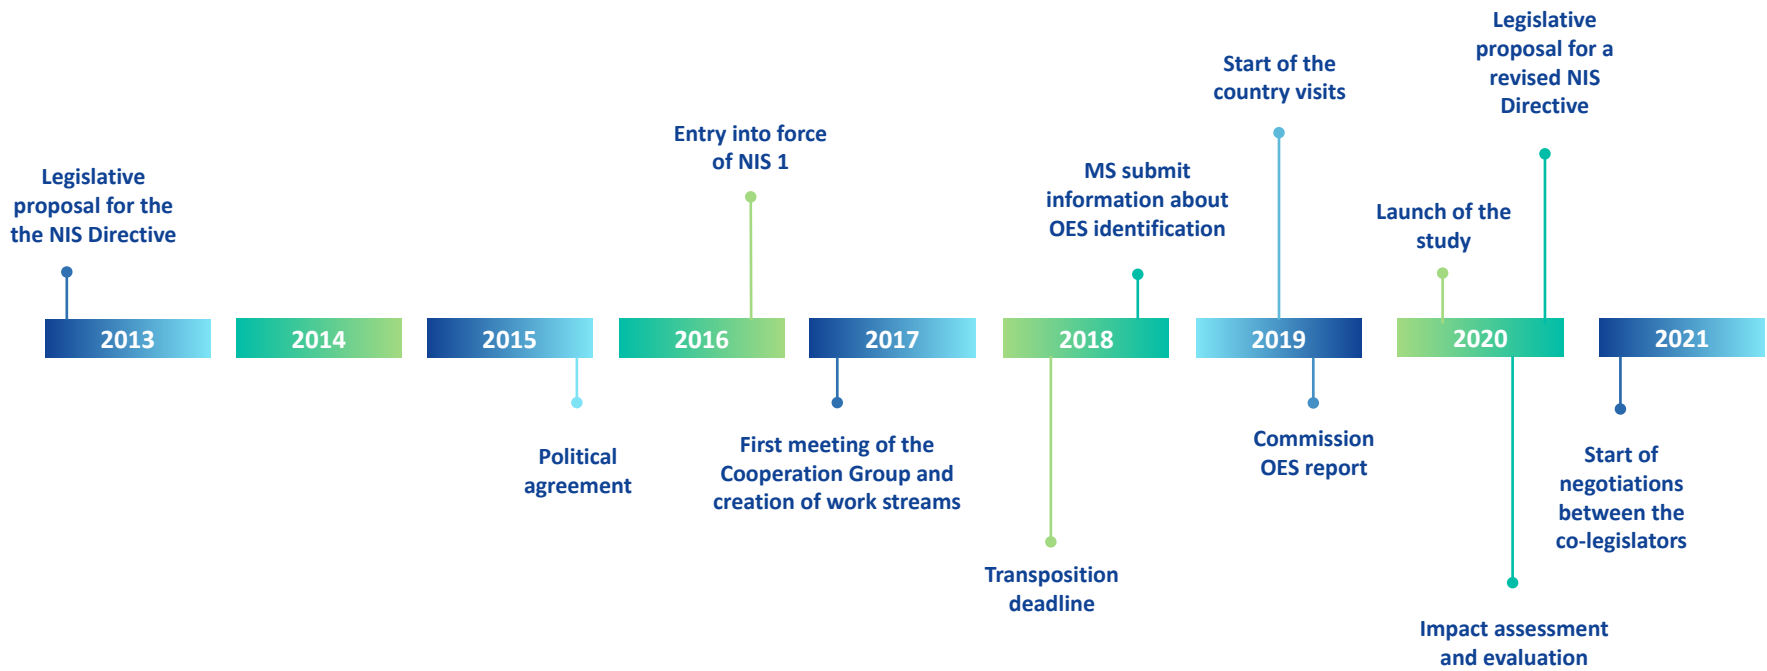 Legislative
proposal for the
the NIS Directive
Entry into force
of NIS 1
MS submit
information about
OES identification
Start of the
country visits
Launch of the
study
Legislative
proposal for a
revised NIS
Directive
2013
2014
2015
2016
2017
2018
2019
2020
2021
Political
agreement
First meeting of the
Cooperation Group and
creation of work streams
Transposition
deadline
Commission
OES report
Impact assessment
and evaluation
Start of
negotiations
between the
co-legislators